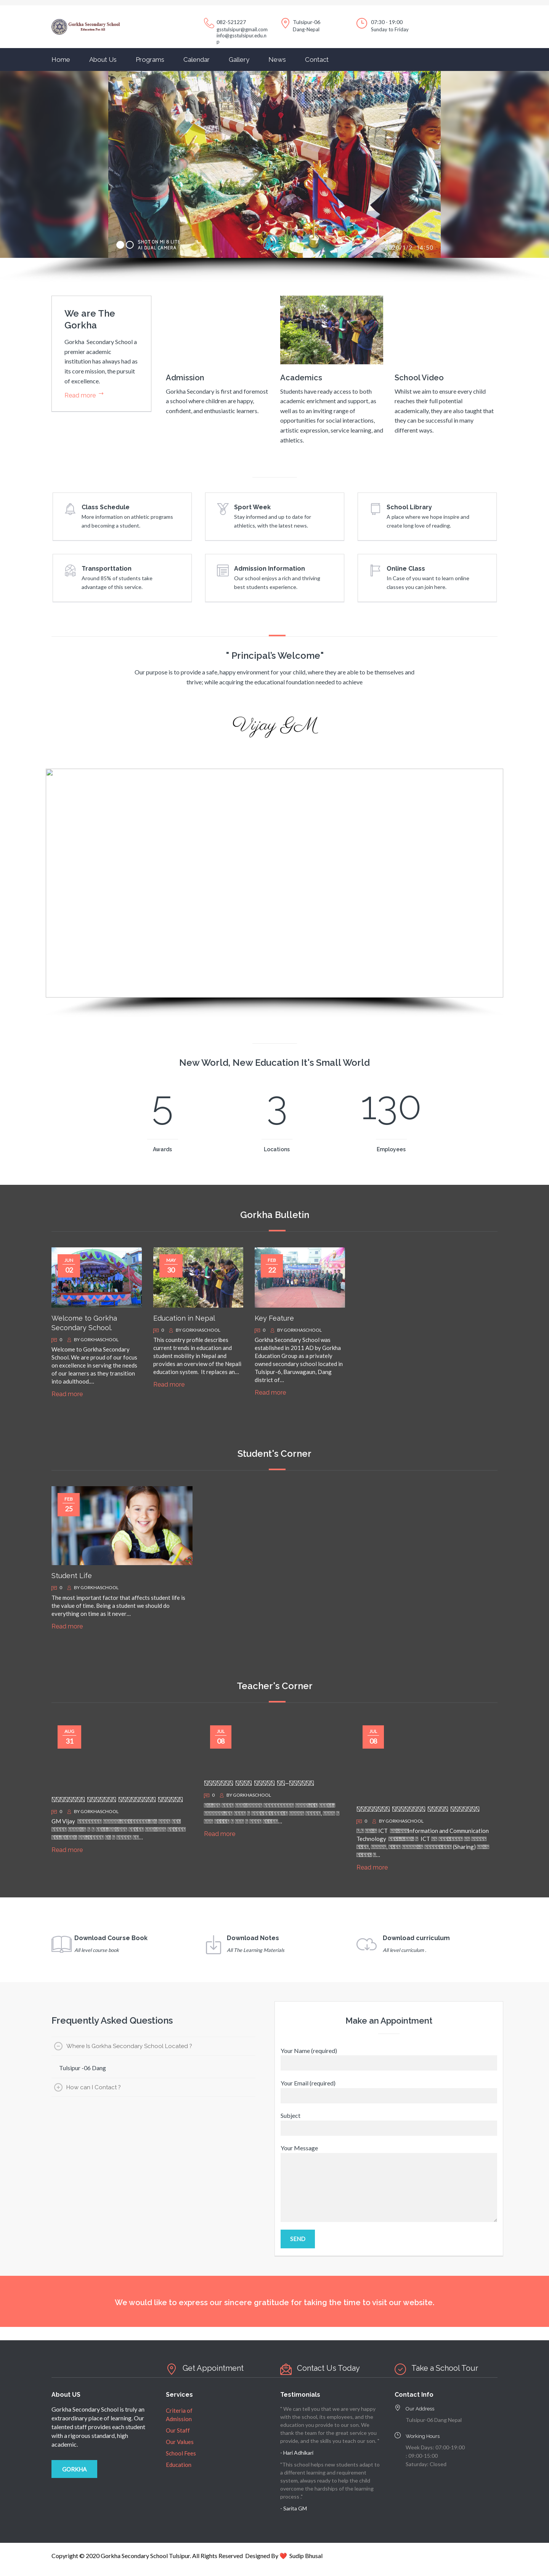 Gorkha Secondary School
Education For All
082-521227
gsstulsipur@gmail.com
info@gsstulsipur.edu.n
p
Tulsipur-06
Dang-Nepal
07:30 - 19:00
Sunday to Friday
Home
About Us
Programs
Calendar
Gallery
News
Contact
SHOT ON MI 8 LITE
AI DUAL CAMERA
2020/1/2 14:50
We are The
Gorkha
Gorkha Secondary School a
premier academic
institution has always had as
its core mission, the pursuit
of excellence.
Read more →
Admission
Gorkha Secondary is first and foremost
a school where children are happy,
confident, and enthusiastic learners.
Academics
Students have ready access to both
academic enrichment and support, as
well as to an inviting range of
opportunities for social interactions,
artistic expression, service learning, and
athletics.
School Video
Whilst we aim to ensure every child
reaches their full potential
academically, they are also taught that
they can be successful in many
different ways.
Class Schedule
More information on athletic programs
and becoming a student.
Sport Week
Stay informed and up to date for
athletics, with the latest news.
School Library
A place where we hope inspire and
create long love of reading.
Transporttation
Around 85% of students take
advantage of this service.
Admission Information
Our school enjoys a rich and thriving
best students experience.
Online Class
In Case of you want to learn online
classes you can join here.
" Principal's Welcome"
Our purpose is to provide a safe, happy environment for your child, where they are able to be themselves and
thrive; while acquiring the educational foundation needed to achieve
Vijay GM
New World, New Education It's Small World
5
Awards
3
Locations
130
Employees
Gorkha Bulletin
JUN
02
Welcome to Gorkha
Secondary School.
0 BY GORKHASCHOOL
Welcome to Gorkha Secondary
School. We are proud of our focus
on excellence in serving the needs
of our learners as they transition
into adulthood....
Read more
MAY
30
Education in Nepal
0 BY GORKHASCHOOL
This country profile describes
current trends in education and
student mobility in Nepal and
provides an overview of the Nepali
education system. It replaces an...
Read more
FEB
22
Key Feature
0 BY GORKHASCHOOL
Gorkha Secondary School was
established in 2011 AD by Gorkha
Education Group as a privately
owned secondary school located in
Tulsipur-6, Baruwagaun, Dang
district of...
Read more
Student's Corner
FEB
25
Student Life
0 BY GORKHASCHOOL
The most important factor that affects student life is
the value of time. Being a student we should do
everything on time as it never...
Read more
Teacher's Corner
AUG
31
0 BY GORKHASCHOOL
GM Vijay
Read more
JUL
08
0 BY GORKHASCHOOL
Read more
JUL
08
0 BY GORKHASCHOOL
ICT Information and Communication
Technology ICT
(Sharing)
Read more
Download Course Book
All level course book
Download Notes
All The Learning Materials
Download curriculum
All level curriculum
Frequently Asked Questions
Where Is Gorkha Secondary School Located ?
Tulsipur -06 Dang
How can I Contact ?
Make an Appointment
Your Name (required)
Your Email (required)
Subject
Your Message
SEND
We would like to express our sincere gratitude for taking the time to visit our website.
Get Appointment
Contact Us Today
Take a School Tour
About US
Gorkha Secondary School is truly an
extraordinary place of learning. Our
talented staff provides each student
with a rigorous standard, high
academic.
GORKHA
Services
Criteria of
Admission
Our Staff
Our Values
School Fees
Education
Testimonials
" We can tell you that we are very happy
with the school, its employees, and the
education you provide to our son. We
thank the team for the great service you
provide, and the skills you teach our son. "
- Hari Adhikari
"This school helps new students adapt to
a different learning and requirement
system, always ready to help the child
overcome the hardships of the learning
process."
- Sarita GM
Contact Info
Our Address
Tulsipur-06 Dang Nepal
Working Hours
Week Days: 07:00-19:00
: 09:00-15:00
Saturday: Closed
Copyright © 2020 Gorkha Secondary School Tulsipur. All Rights Reserved Designed By ❤️ Sudip Bhusal